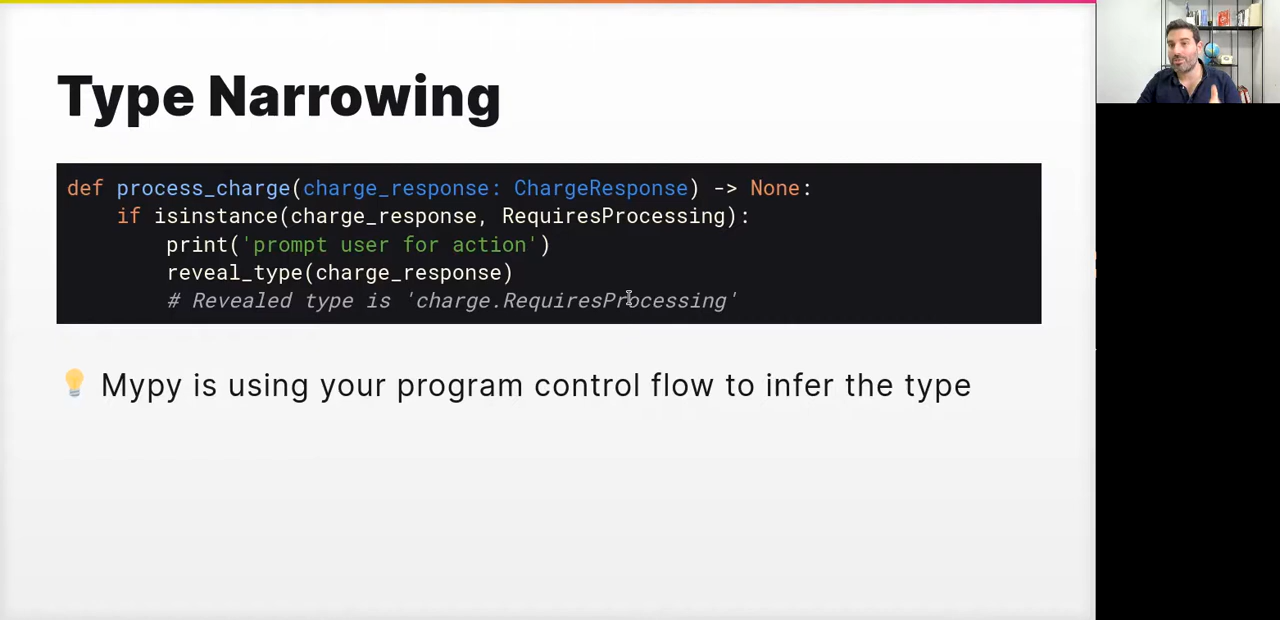 Type Narrowing
def process_charge(charge_response: ChargeResponse) -> None:
    if isinstance(charge_response, RequiresProcessing):
        print('prompt user for action')
        reveal_type(charge_response)
        # Revealed type is 'charge.RequiresProcessing'
💡 Mypy is using your program control flow to infer the type